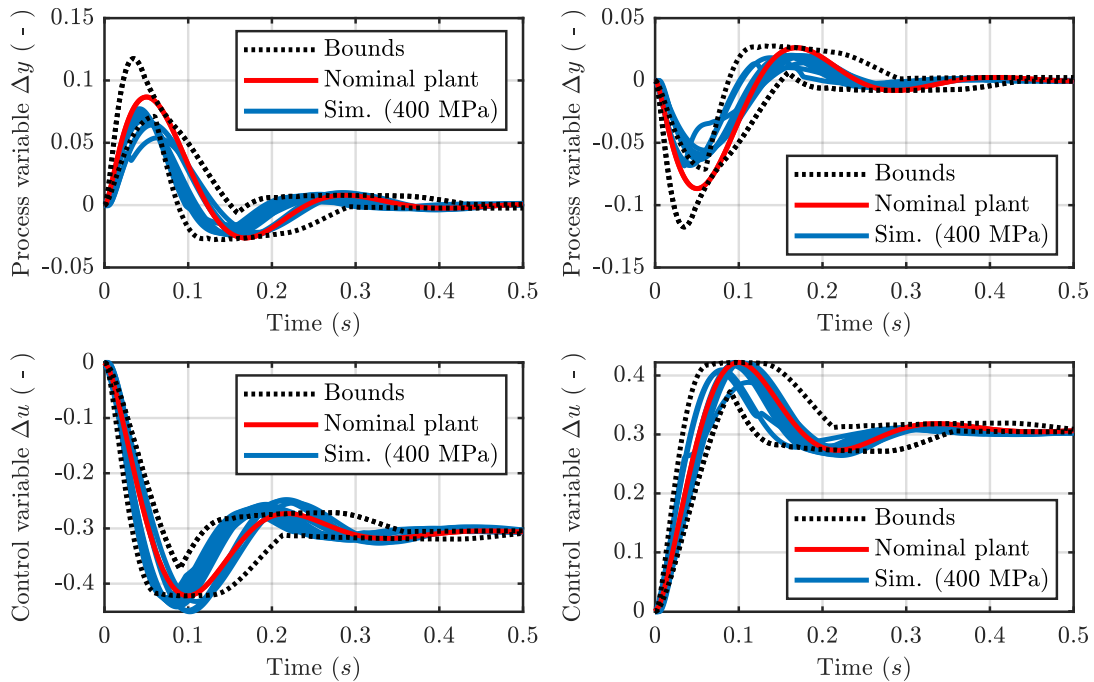 0.15
0.10
0.05
0
-0.05
Process variable Δy ( - )
Bounds
Nominal plant
Sim. (400 MPa)
0 0.1 0.2 0.3 0.4 0.5
Time (s)
0.05
0
-0.05
-0.1
-0.15
Process variable Δy ( - )
Bounds
Nominal plant
Sim. (400 MPa)
0 0.1 0.2 0.3 0.4 0.5
Time (s)
0
-0.1
-0.2
-0.3
-0.4
Control variable Δu ( - )
Bounds
Nominal plant
Sim. (400 MPa)
0 0.1 0.2 0.3 0.4 0.5
Time (s)
0.4
0.3
0.2
0.1
0
Control variable Δu ( - )
Bounds
Nominal plant
Sim. (400 MPa)
0 0.1 0.2 0.3 0.4 0.5
Time (s)